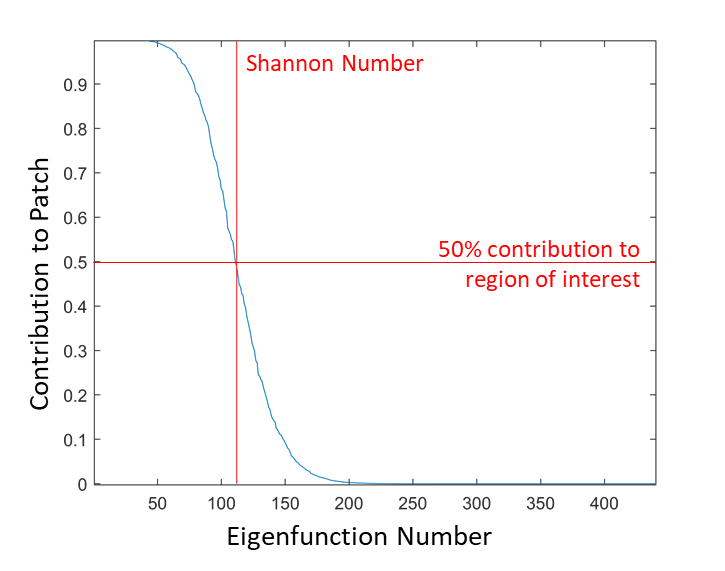 Shannon Number
50% contribution to
region of interest
Contribution to Patch
0.9
0.8
0.7
0.6
0.5
0.4
0.3
0.2
0.1
0
50 100 150 200 250 300 350 400
Eigenfunction Number